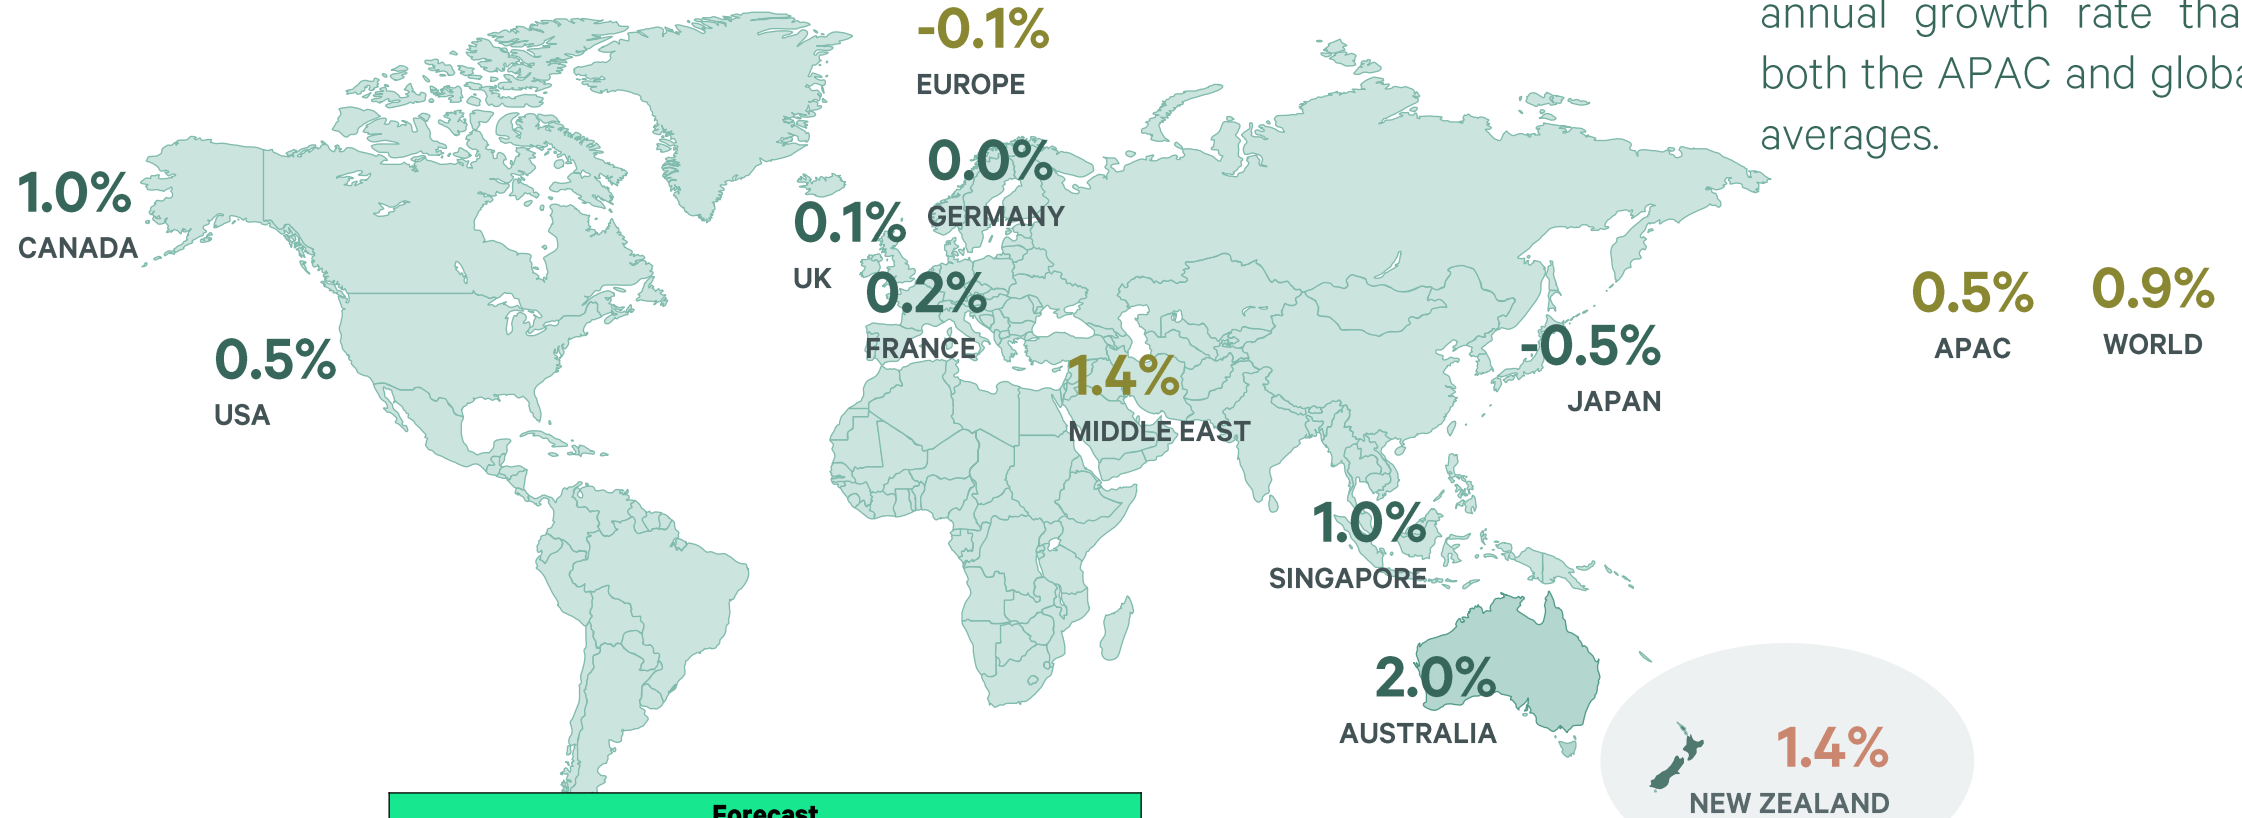 annual growth rate
both the APAC and
averages.
-0.1%
EUROPE
0.0%
GERMANY
1.0%
CANADA
0.1%
UK
0.2%
FRANCE
0.5%
USA
1.4%
MIDDLE EAST
-0.5%
JAPAN
0.5%
APAC
0.9%
WORLD
1.0%
SINGAPORE
2.0%
AUSTRALIA
1.4%
NEW ZEALAND
Forecast